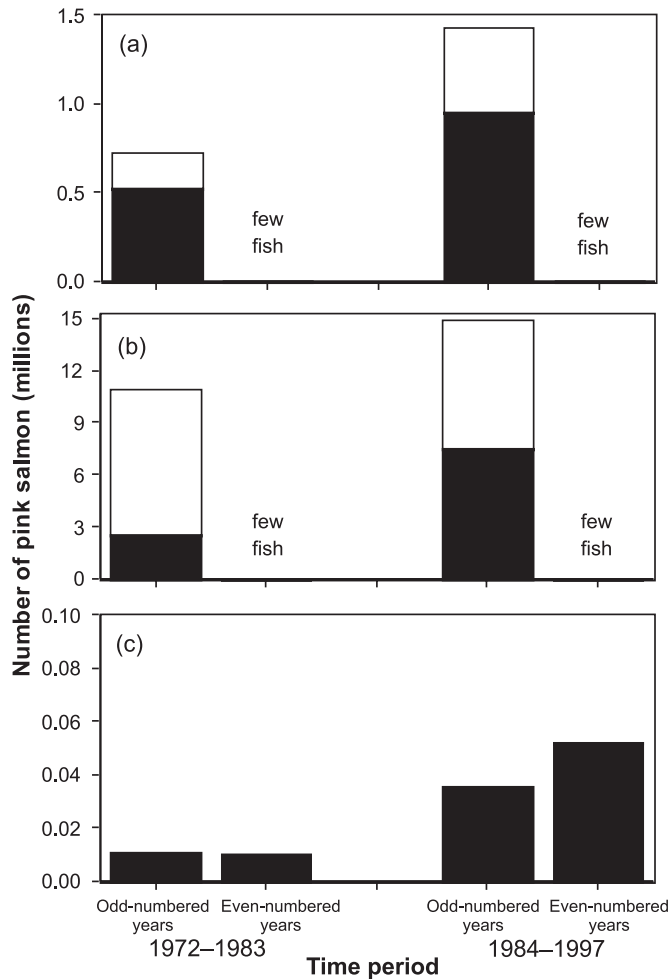 Number of pink salmon (millions)
(a)
1.5
1.0
0.5
0.0
few
fish
few
fish
(b)
15
12
9
6
3
0
few
fish
few
fish
(c)
0.10
0.08
0.06
0.04
0.02
0.00
Odd-numbered
years
Even-numbered
years
Odd-numbered
years
Even-numbered
years
1972–1983
1984–1997
Time period